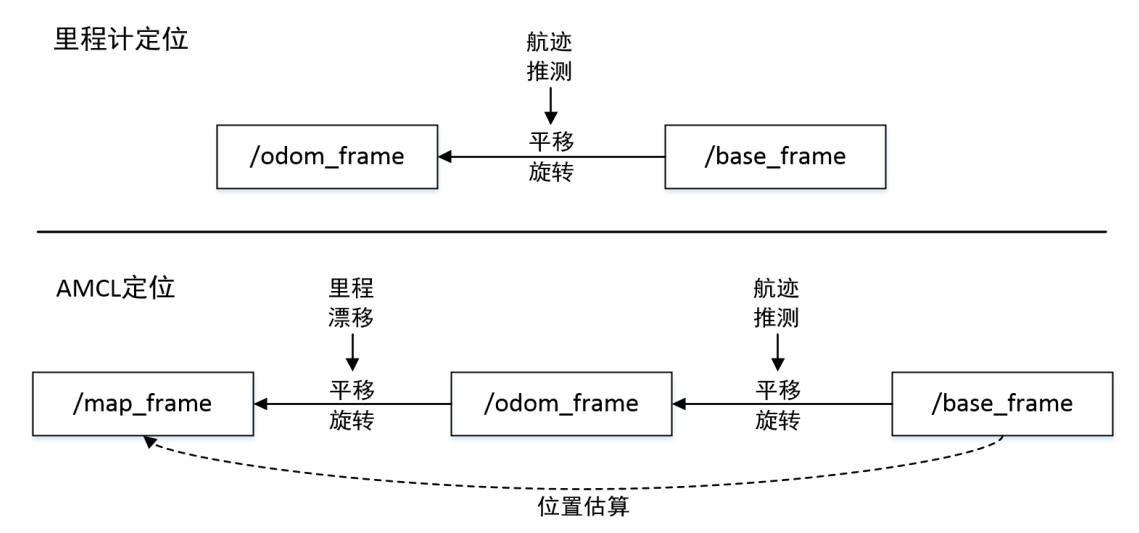 里程计定位
航迹
推测
/odom_frame
平移
旋转
/base_frame
AMCL定位
里程
漂移
航迹
推测
/map_frame
平移
旋转
/odom_frame
平移
旋转
/base_frame
位置估算